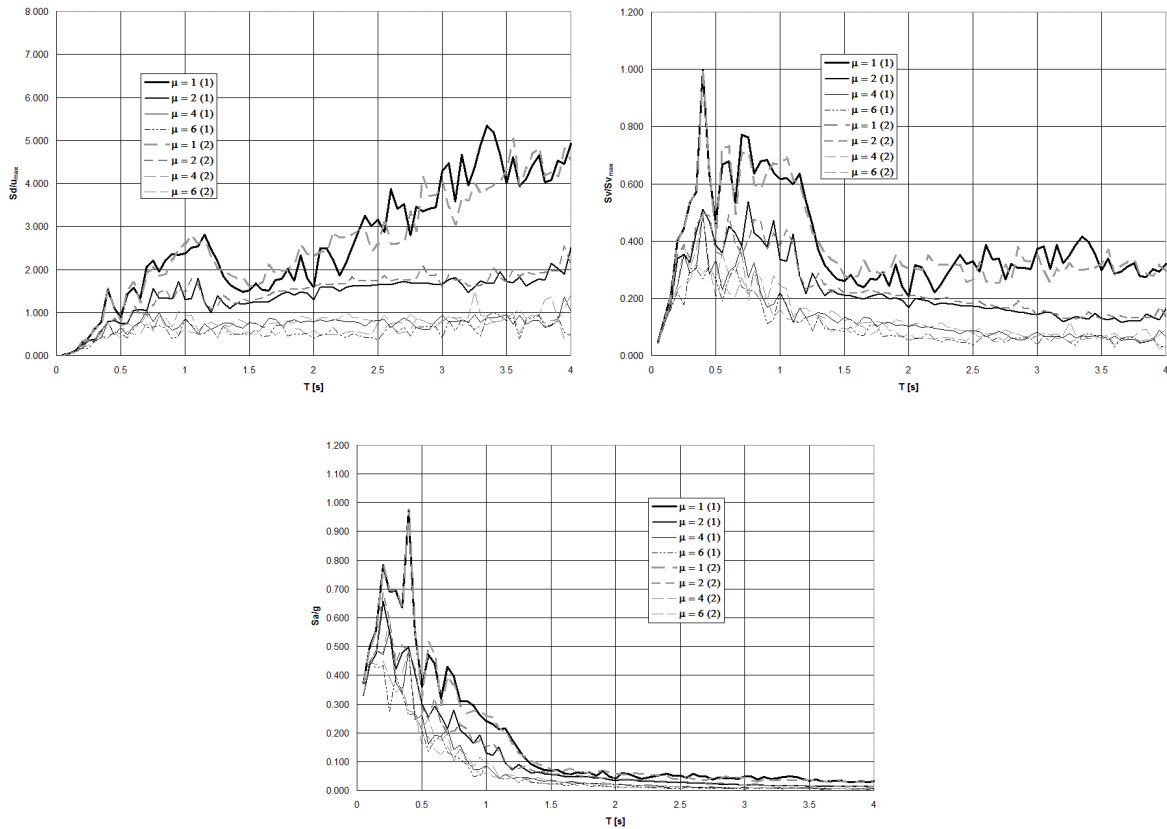 8.000
7.000
6.000
5.000
4.000
3.000
2.000
1.000
0.000
Sd/umax
μ = 1 (1)
μ = 2 (1)
μ = 4 (1)
μ = 6 (1)
μ = 1 (2)
μ = 2 (2)
μ = 4 (2)
μ = 6 (2)
0 0.5 1 1.5 2 2.5 3 3.5 4
T [s]
1.200
1.000
0.800
0.600
0.400
0.200
0.000
Sv/Svmax
μ = 1 (1)
μ = 2 (1)
μ = 4 (1)
μ = 6 (1)
μ = 1 (2)
μ = 2 (2)
μ = 4 (2)
μ = 6 (2)
0 0.5 1 1.5 2 2.5 3 3.5 4
T [s]
1.200
1.100
1.000
0.900
0.800
0.700
0.600
0.500
0.400
0.300
0.200
0.100
0.000
Sa/g
μ = 1 (1)
μ = 2 (1)
μ = 4 (1)
μ = 6 (1)
μ = 1 (2)
μ = 2 (2)
μ = 4 (2)
μ = 6 (2)
0 0.5 1 1.5 2 2.5 3 3.5 4
T [s]